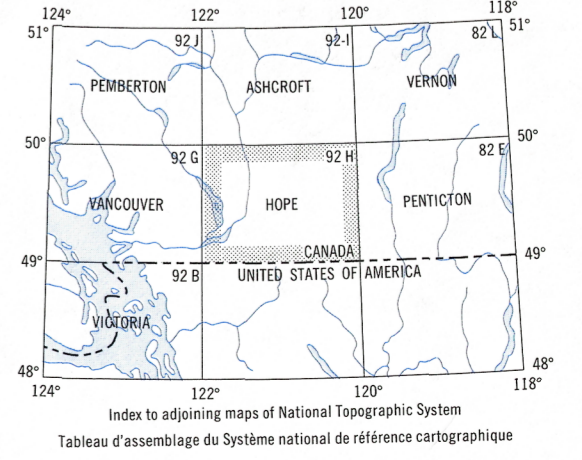 124° 122° 120° 118°
51° 92 J 92-I 82 L 51°
PEMBERTON ASHCROFT VERNON
50° 92 G 92 H 82 E 50°
VANCOUVER HOPE PENTICTON
CANADA
49° 92 B UNITED STATES OF AMERICA 49°
VICTORIA
48° 48°
124° 122° 120° 118°
Index to adjoining maps of National Topographic System
Tableau d'assemblage du Système national de référence cartographique